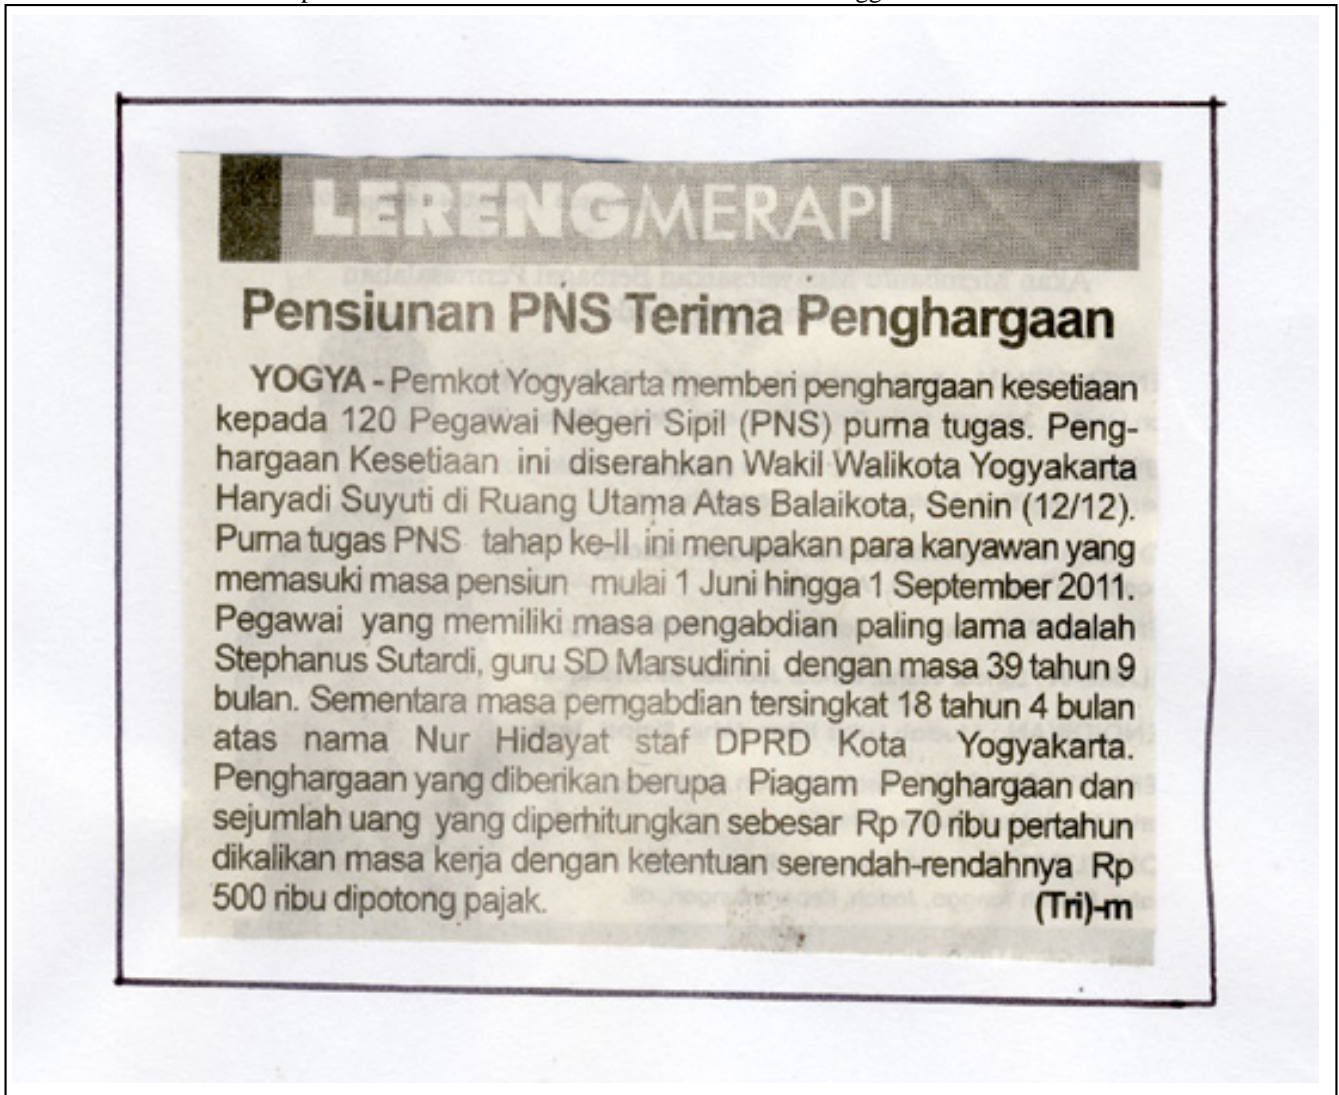 LERENGMERAPI
Pensiunan PNS Terima Penghargaan
YOGYA - Pemkot Yogyakarta memberi penghargaan kesetiaan
kepada 120 Pegawai Negeri Sipil (PNS) purna tugas. Peng-
hargaan Kesetiaan ini diserahkan Wakil Walikota Yogyakarta
Haryadi Suyuti di Ruang Utama Atas Balaikota, Senin (12/12).
Purna tugas PNS tahap ke-II ini merupakan para karyawan yang
memasuki masa pensiun mulai 1 Juni hingga 1 September 2011.
Pegawai yang memiliki masa pengabdian paling lama adalah
Stephanus Sutardi, guru SD Marsudirini dengan masa 39 tahun 9
bulan. Sementara masa perngabdian tersingkat 18 tahun 4 bulan
atas nama Nur Hidayat staf DPRD Kota Yogyakarta.
Penghargaan yang diberikan berupa Piagam Penghargaan dan
sejumlah uang yang diperhitungkan sebesar Rp 70 ribu pertahun
dikalikan masa kerja dengan ketentuan serendah-rendahnya Rp
500 ribu dipotong pajak. (Tri)-m